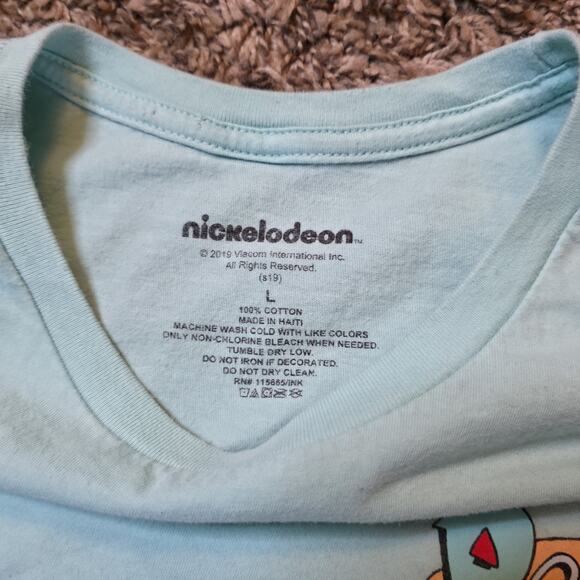 nickelodeon™
© 2019 Viacom International Inc.
All Rights Reserved.
(s19)
L
100% COTTON
MADE IN HAITI
MACHINE WASH COLD WITH LIKE COLORS
ONLY NON-CHLORINE BLEACH WHEN NEEDED.
TUMBLE DRY LOW.
DO NOT IRON IF DECORATED.
DO NOT DRY CLEAN.
RN# 115665/INK